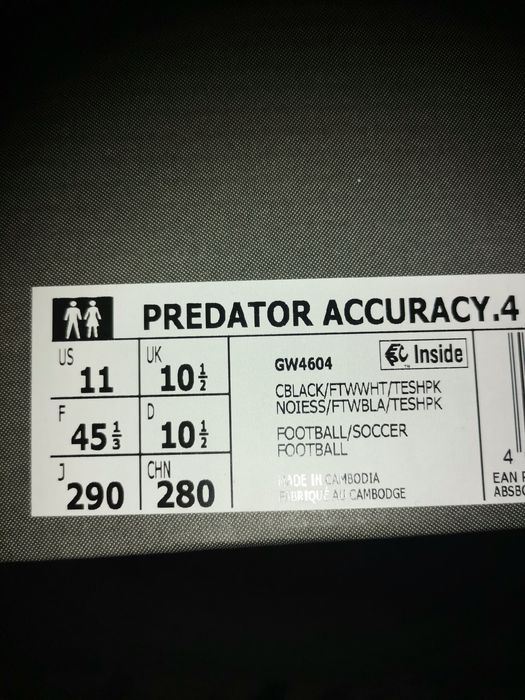 PREDATOR ACCURACY.4
US 11 UK 10½
F 45⅓ D 10½
J 290 CHN 280
GW4604
Inside
CBLACK/FTWWHT/TESHPK
NOIESS/FTWBLA/TESHPK
FOOTBALL/SOCCER
FOOTBALL
MADE IN CAMBODIA
FABRIQUÉ AU CAMBODGE
4
EAN